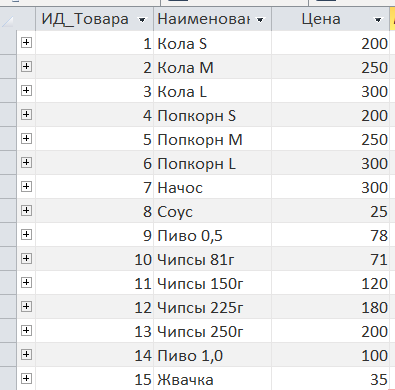 ИД_Товара Наименован Цена
1 Кола S 200
2 Кола M 250
3 Кола L 300
4 Попкорн S 200
5 Попкорн M 250
6 Попкорн L 300
7 Начос 300
8 Соус 25
9 Пиво 0,5 78
10 Чипсы 81г 71
11 Чипсы 150г 120
12 Чипсы 225г 180
13 Чипсы 250г 200
14 Пиво 1,0 100
15 Жвачка 35